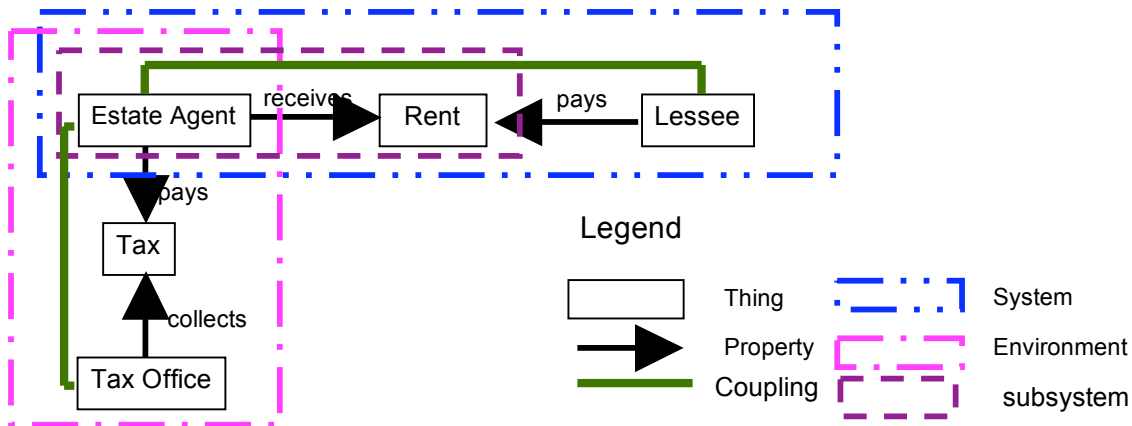 receives
pays
Estate Agent
Rent
Lessee
pays
Tax
Legend
Thing
System
collects
Property
Environment
Tax Office
Coupling
subsystem